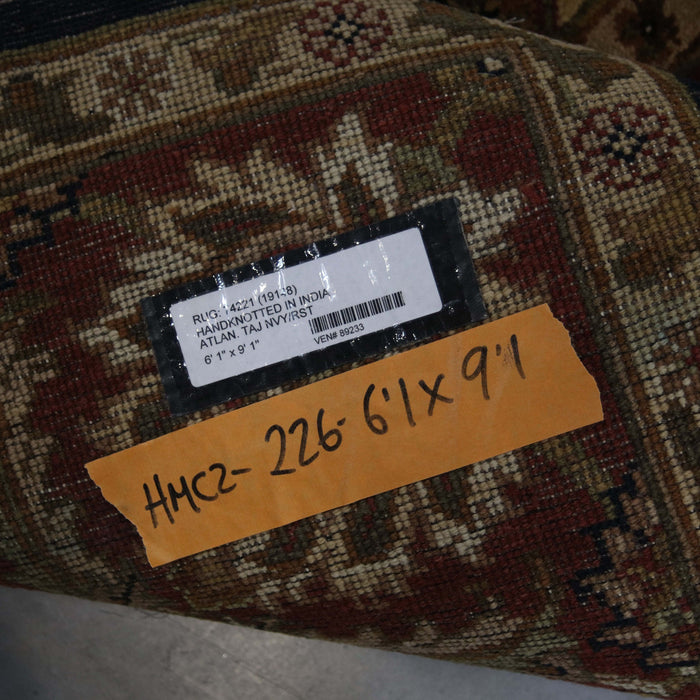 RUG: 14221 (19138)
HANDKNOTTED IN INDIA
ATLAN. TAJ NVY/RST
6' 1" x 9' 1"
VEN# 89233
HMC2-226-6'1x9'1